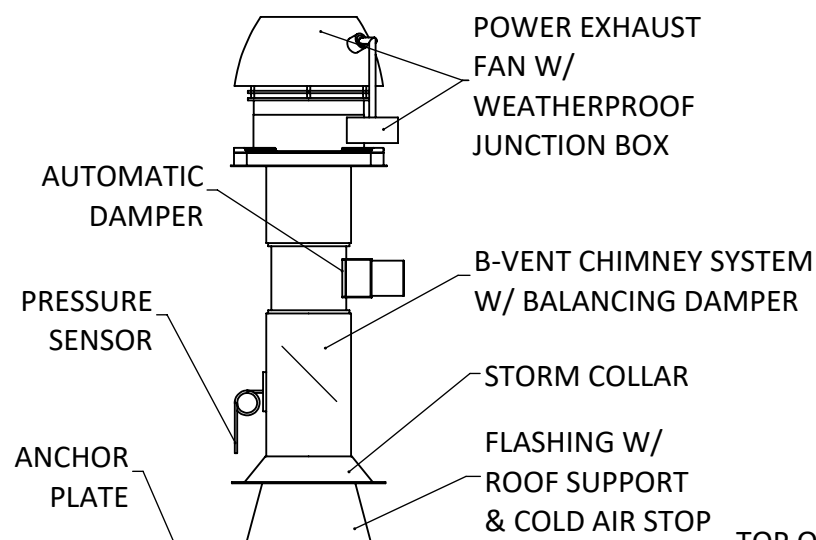 POWER EXHAUST
FAN W/
WEATHERPROOF
JUNCTION BOX
AUTOMATIC
DAMPER
B-VENT CHIMNEY SYSTEM
W/ BALANCING DAMPER
PRESSURE
SENSOR
STORM COLLAR
ANCHOR
PLATE
FLASHING W/
ROOF SUPPORT
& COLD AIR STOP